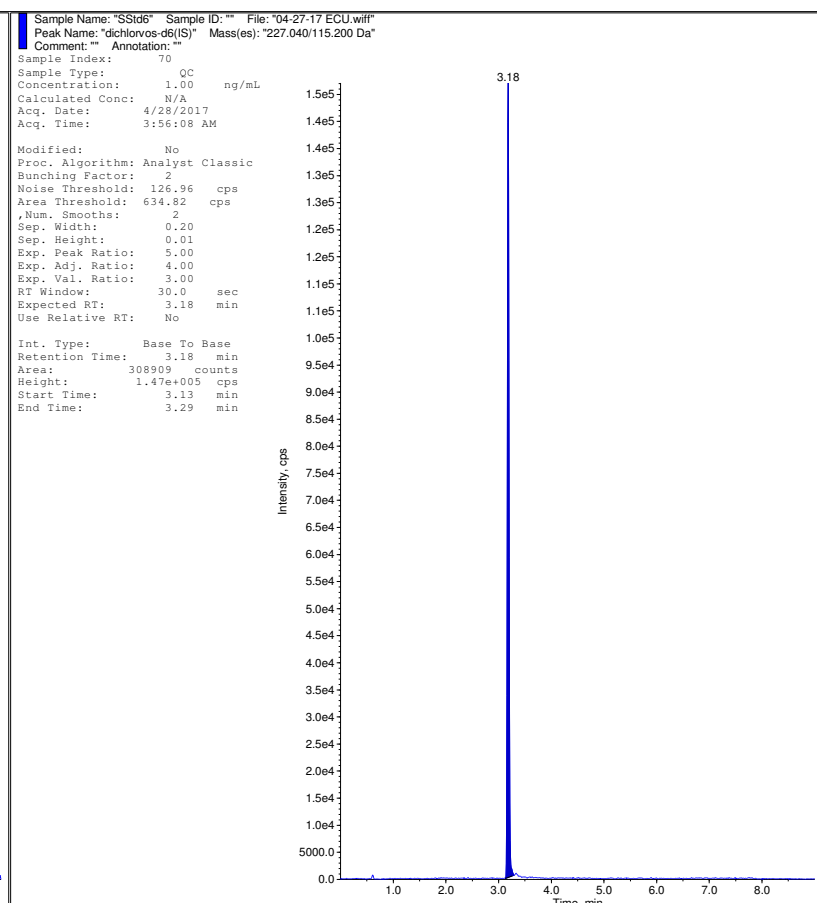 Sample Name: "SStd6" Sample ID: "" File: "04-27-17 ECU.wiff"
Peak Name: "dichlorvos-d6(IS)" Mass(es): "227.040/115.200 Da"
Comment: "" Annotation: ""
Sample Index: 70
Sample Type: QC
Concentration: 1.00 ng/mL
Calculated Conc: N/A
Acq. Date: 4/28/2017
Acq. Time: 3:56:08 AM
Modified: No
Proc. Algorithm: Analyst Classic
Bunching Factor: 2
Noise Threshold: 126.96 cps
Area Threshold: 634.82 cps
,Num. Smooths: 2
Sep. Width: 0.20
Sep. Height: 0.01
Exp. Peak Ratio: 5.00
Exp. Adj. Ratio: 4.00
Exp. Val. Ratio: 3.00
RT Window: 30.0 sec
Expected RT: 3.18 min
Use Relative RT: No
Int. Type: Base To Base
Retention Time: 3.18 min
Area: 308909 counts
Height: 1.47e+005 cps
Start Time: 3.13 min
End Time: 3.29 min
3.18
1.5e5
1.4e5
1.4e5
1.3e5
1.3e5
1.2e5
1.2e5
1.1e5
1.1e5
1.0e5
9.5e4
9.0e4
8.5e4
8.0e4
7.5e4
7.0e4
6.5e4
6.0e4
5.5e4
5.0e4
4.5e4
4.0e4
3.5e4
3.0e4
2.5e4
2.0e4
1.5e4
1.0e4
5000.0
0.0
Intensity, cps
1.0 2.0 3.0 4.0 5.0 6.0 7.0 8.0
Time, min